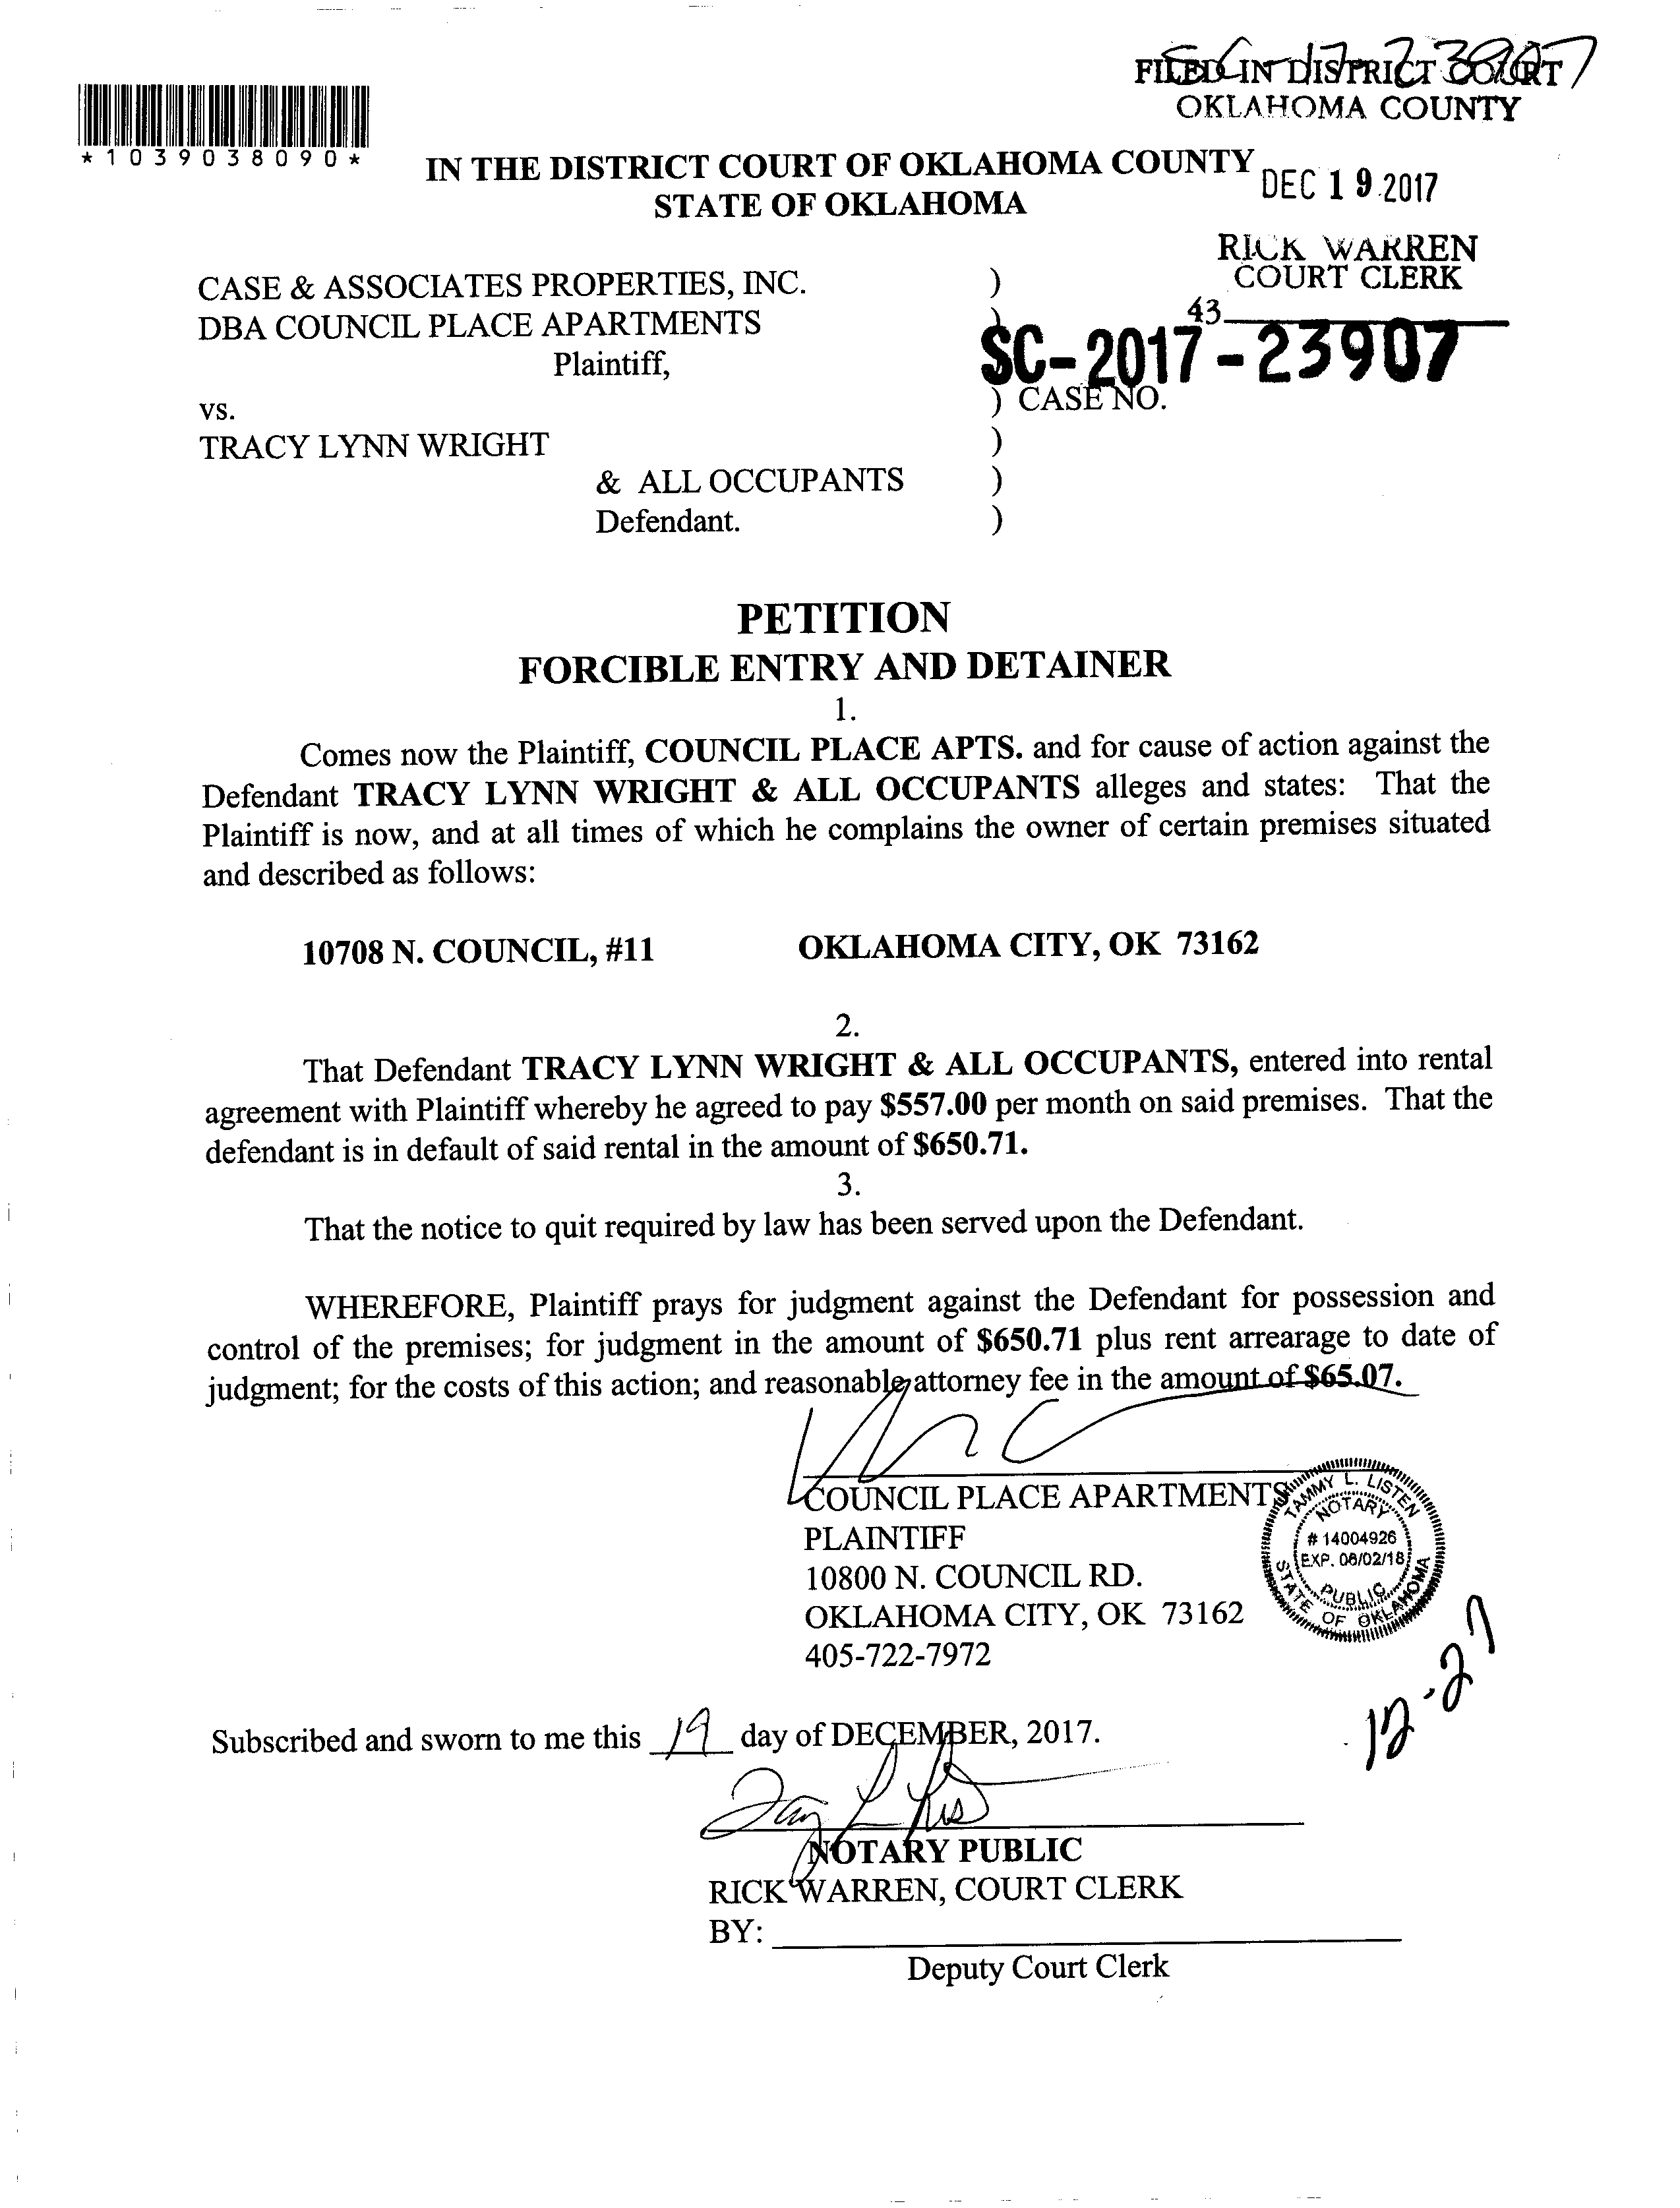 SC-17-23907
FILED IN DISTRICT COURT
OKLAHOMA COUNTY
*1039038090*
IN THE DISTRICT COURT OF OKLAHOMA COUNTY
STATE OF OKLAHOMA
DEC 19 2017
RICK WARREN
COURT CLERK
43
CASE & ASSOCIATES PROPERTIES, INC. )
DBA COUNCIL PLACE APARTMENTS )
Plaintiff, SC-2017-23907
vs. ) CASE NO.
TRACY LYNN WRIGHT )
& ALL OCCUPANTS )
Defendant. )
PETITION
FORCIBLE ENTRY AND DETAINER
1.
Comes now the Plaintiff, COUNCIL PLACE APTS. and for cause of action against the
Defendant TRACY LYNN WRIGHT & ALL OCCUPANTS alleges and states: That the
Plaintiff is now, and at all times of which he complains the owner of certain premises situated
and described as follows:
10708 N. COUNCIL, #11 OKLAHOMA CITY, OK 73162
2.
That Defendant TRACY LYNN WRIGHT & ALL OCCUPANTS, entered into rental
agreement with Plaintiff whereby he agreed to pay $557.00 per month on said premises. That the
defendant is in default of said rental in the amount of $650.71.
3.
That the notice to quit required by law has been served upon the Defendant.
WHEREFORE, Plaintiff prays for judgment against the Defendant for possession and
control of the premises; for judgment in the amount of $650.71 plus rent arrearage to date of
judgment; for the costs of this action; and reasonable attorney fee in the amount of $65.07.
COUNCIL PLACE APARTMENTS
PLAINTIFF
10800 N. COUNCIL RD.
OKLAHOMA CITY, OK 73162
405-722-7972
TAMMY L. LISTEN
NOTARY
# 14004926
EXP. 06/02/18
PUBLIC
STATE OF OKLAHOMA
12-27
Subscribed and sworn to me this 19 day of DECEMBER, 2017.
NOTARY PUBLIC
RICK WARREN, COURT CLERK
BY:
Deputy Court Clerk